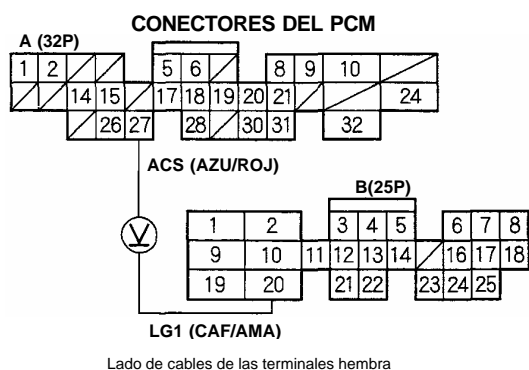 CONECTORES DEL PCM
A (32P)
1 2 5 6 8 9 10
14 15 17 18 19 20 21 24
26 27 28 30 31 32
ACS (AZU/ROJ)
V
B(25P)
1 2 3 4 5 6 7 8
9 10 11 12 13 14 16 17 18
19 20 21 22 23 24 25
LG1 (CAF/AMA)
Lado de cables de las terminales hembra